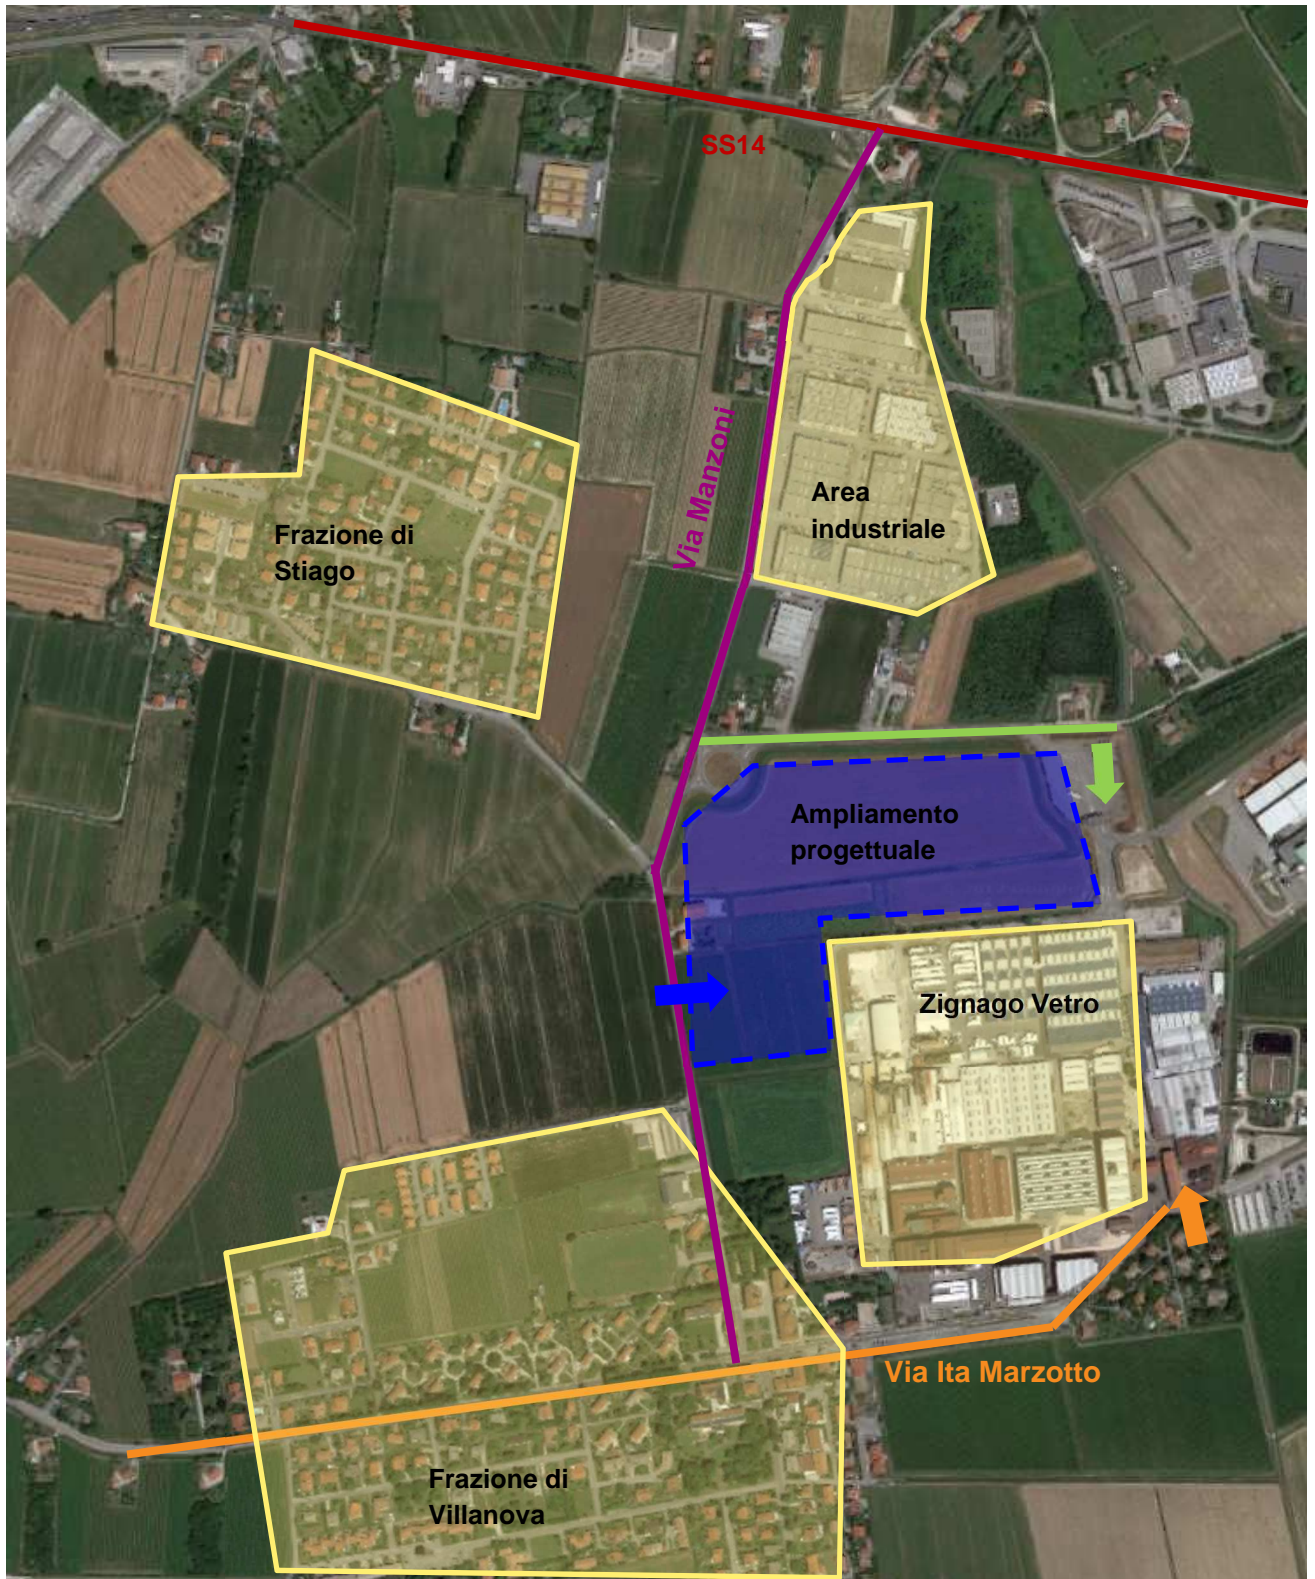 SS14
Via Manzoni
Area
industriale
Frazione di
Stiago
Ampliamento
progettuale
Zignago Vetro
Via Ita Marzotto
Frazione di
Villanova